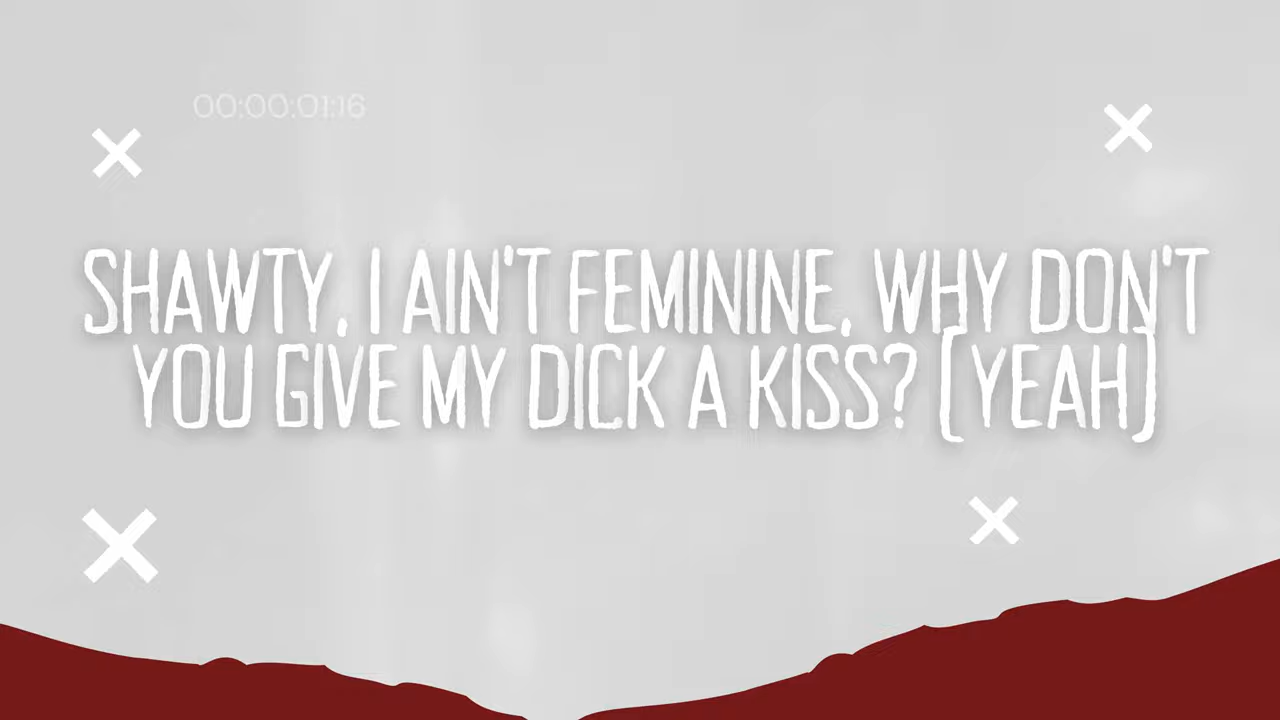 00:00:01:16
SHAWTY, I AIN'T FEMININE, WHY DON'T
YOU GIVE MY DICK A KISS? (YEAH)